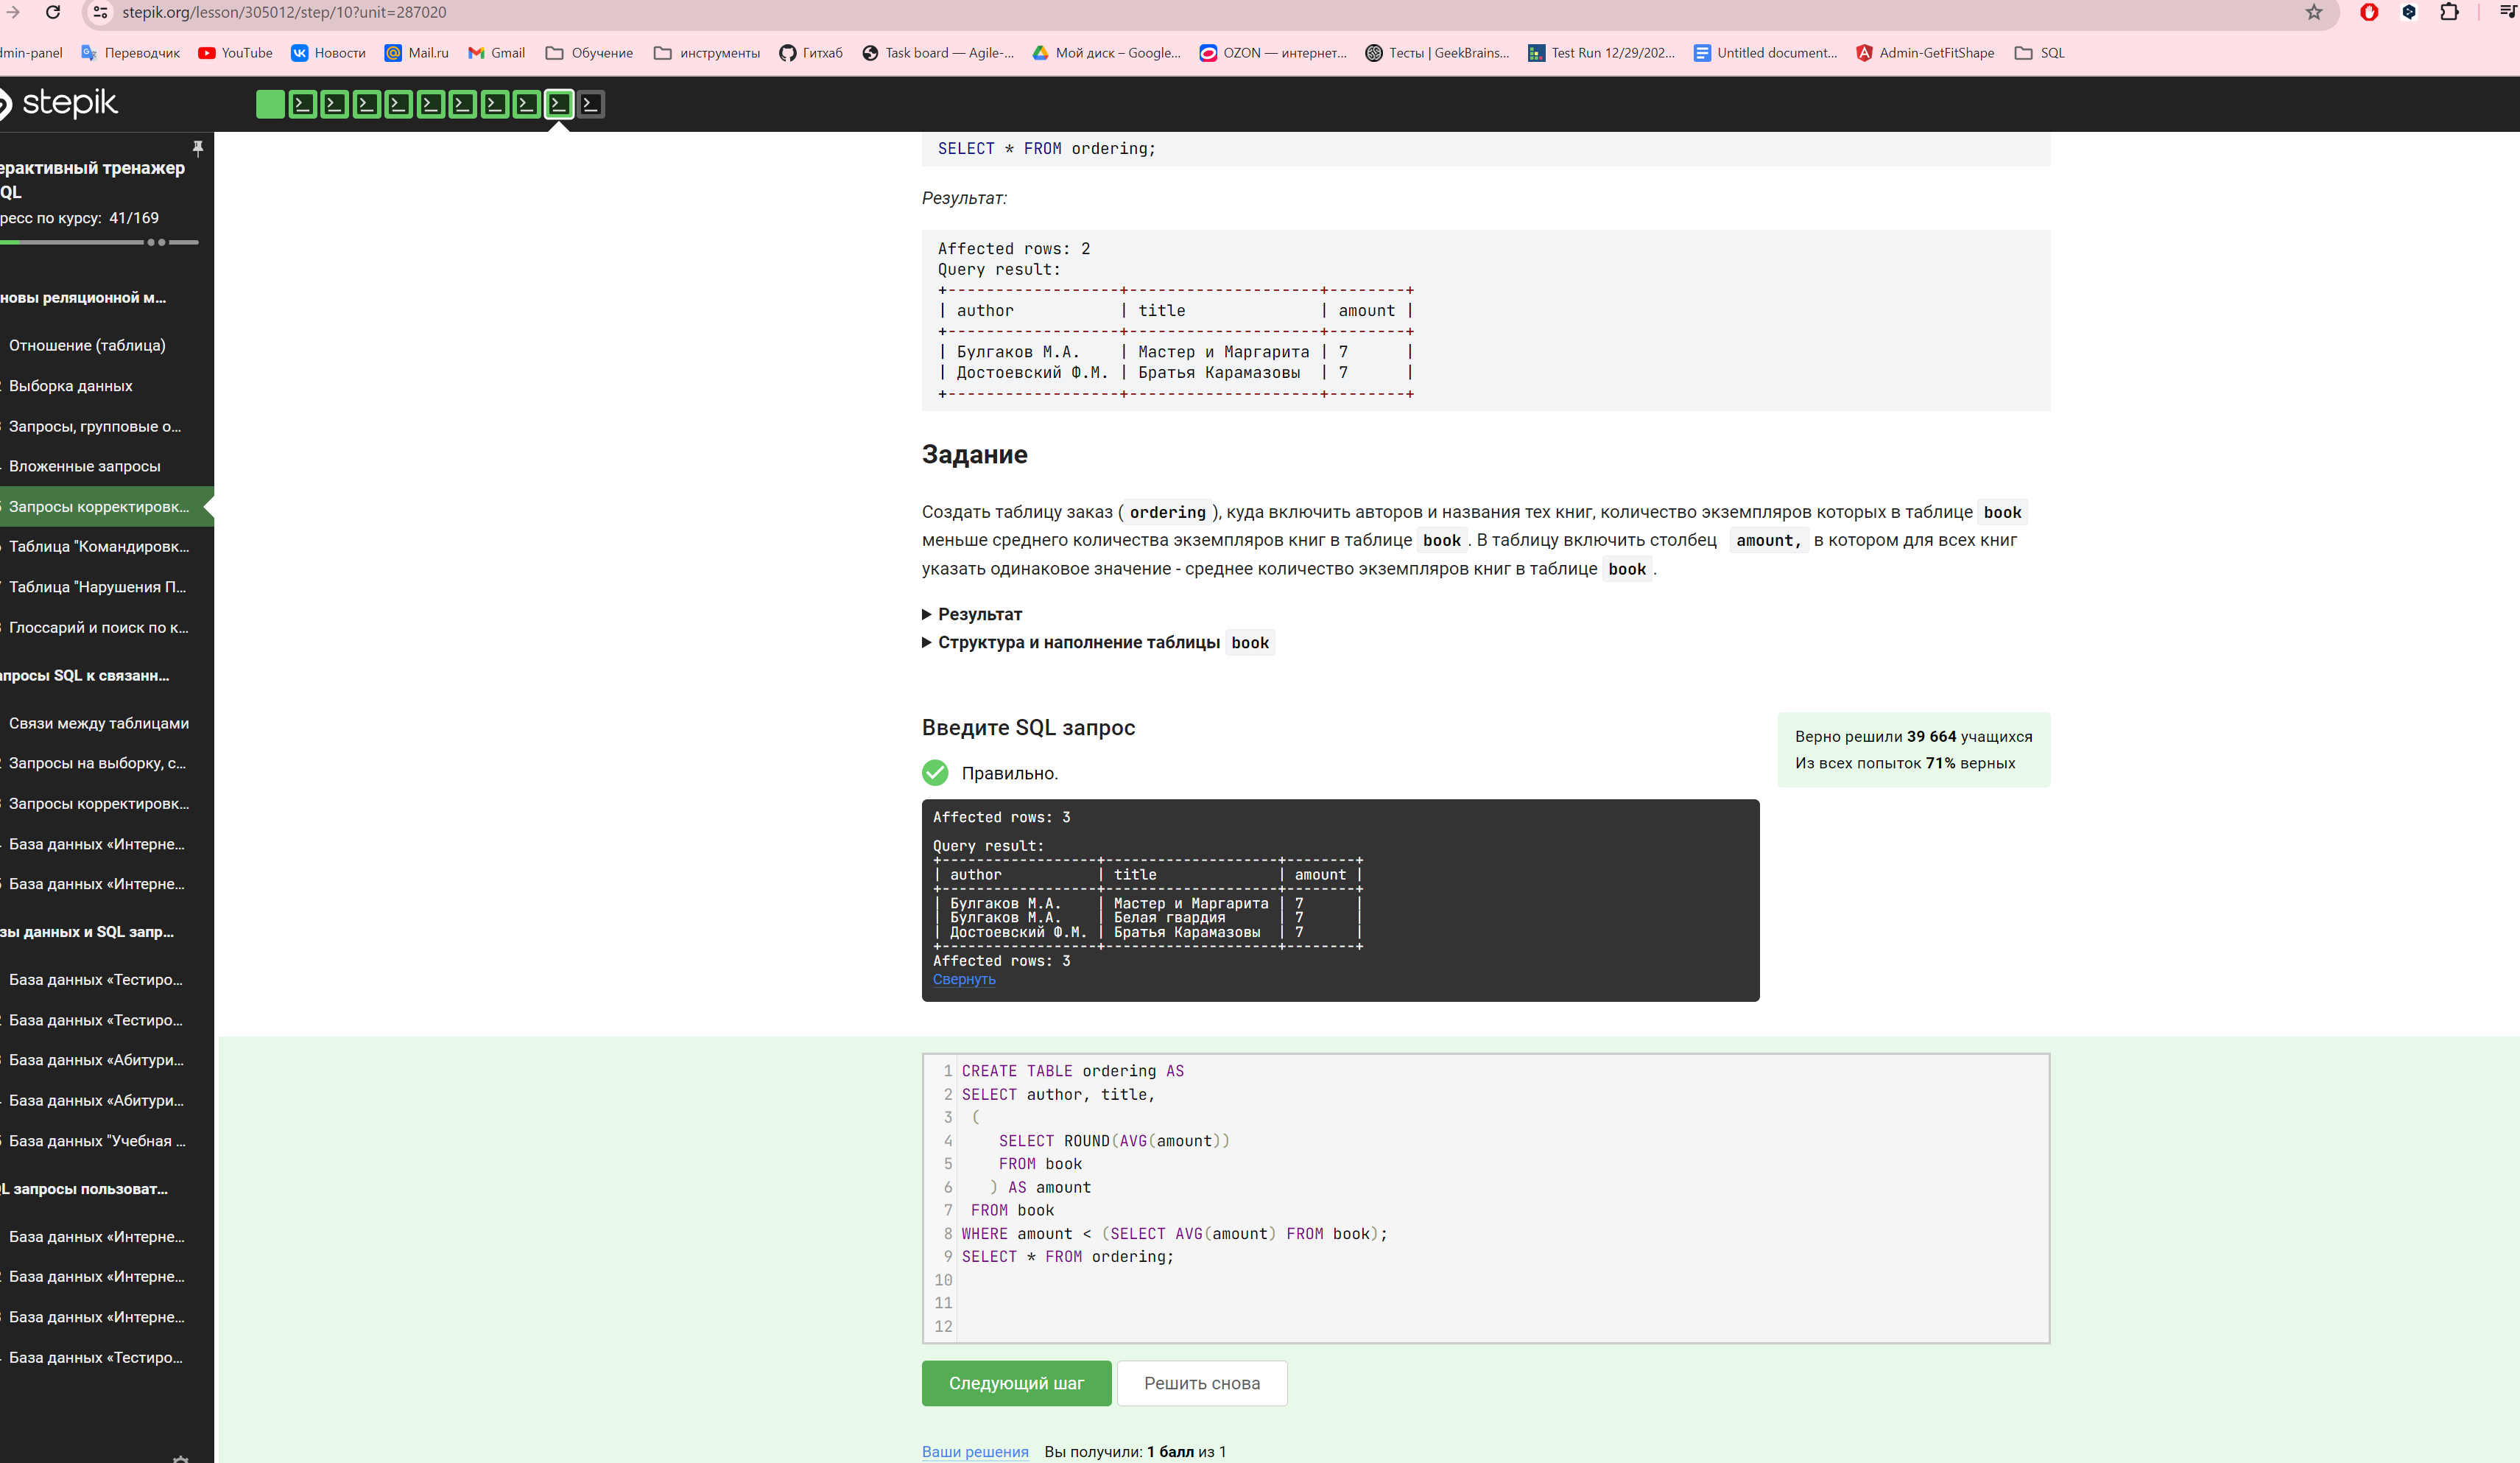 stepik.org/lesson/305012/step/10?unit=287020
dmin-panel Переводчик YouTube Новости Mail.ru Gmail Обучение инструменты Гитхаб Task board — Agile-... Мой диск – Google... OZON — интернет... Тесты | GeekBrains... Test Run 12/29/202... Untitled document... Admin-GetFitShape SQL
stepik
ерактивный тренажер
QL
ресс по курсу: 41/169
новы реляционной м...
Отношение (таблица)
Выборка данных
Запросы, групповые о...
Вложенные запросы
Запросы корректировк...
Таблица "Командировк...
Таблица "Нарушения П...
Глоссарий и поиск по к...
апросы SQL к связанн...
Связи между таблицами
Запросы на выборку, с...
Запросы корректировк...
База данных «Интерне...
База данных «Интерне...
зы данных и SQL запр...
База данных «Тестиро...
База данных «Тестиро...
База данных «Абитури...
База данных «Абитури...
База данных "Учебная ...
QL запросы пользоват...
База данных «Интерне...
База данных «Интерне...
База данных «Интерне...
База данных «Тестиро...
SELECT * FROM ordering;
Результат:
Affected rows: 2
Query result:
+------------------+--------------------+--------+
| author           | title              | amount |
+------------------+--------------------+--------+
| Булгаков М.А.    | Мастер и Маргарита | 7      |
| Достоевский Ф.М. | Братья Карамазовы  | 7      |
+------------------+--------------------+--------+
Задание
Создать таблицу заказ ( ordering ), куда включить авторов и названия тех книг, количество экземпляров которых в таблице book
меньше среднего количества экземпляров книг в таблице book . В таблицу включить столбец amount, в котором для всех книг
указать одинаковое значение - среднее количество экземпляров книг в таблице book .
Результат
Структура и наполнение таблицы book
Введите SQL запрос
Верно решили 39 664 учащихся
Из всех попыток 71% верных
Правильно.
Affected rows: 3
Query result:
+------------------+--------------------+--------+
| author           | title              | amount |
+------------------+--------------------+--------+
| Булгаков М.А.    | Мастер и Маргарита | 7      |
| Булгаков М.А.    | Белая гвардия      | 7      |
| Достоевский Ф.М. | Братья Карамазовы  | 7      |
+------------------+--------------------+--------+
Affected rows: 3
Свернуть
1 CREATE TABLE ordering AS
2 SELECT author, title,
3  (
4     SELECT ROUND(AVG(amount))
5     FROM book
6    ) AS amount
7  FROM book
8 WHERE amount < (SELECT AVG(amount) FROM book);
9 SELECT * FROM ordering;
10
11
12
Следующий шаг Решить снова
Ваши решения Вы получили: 1 балл из 1